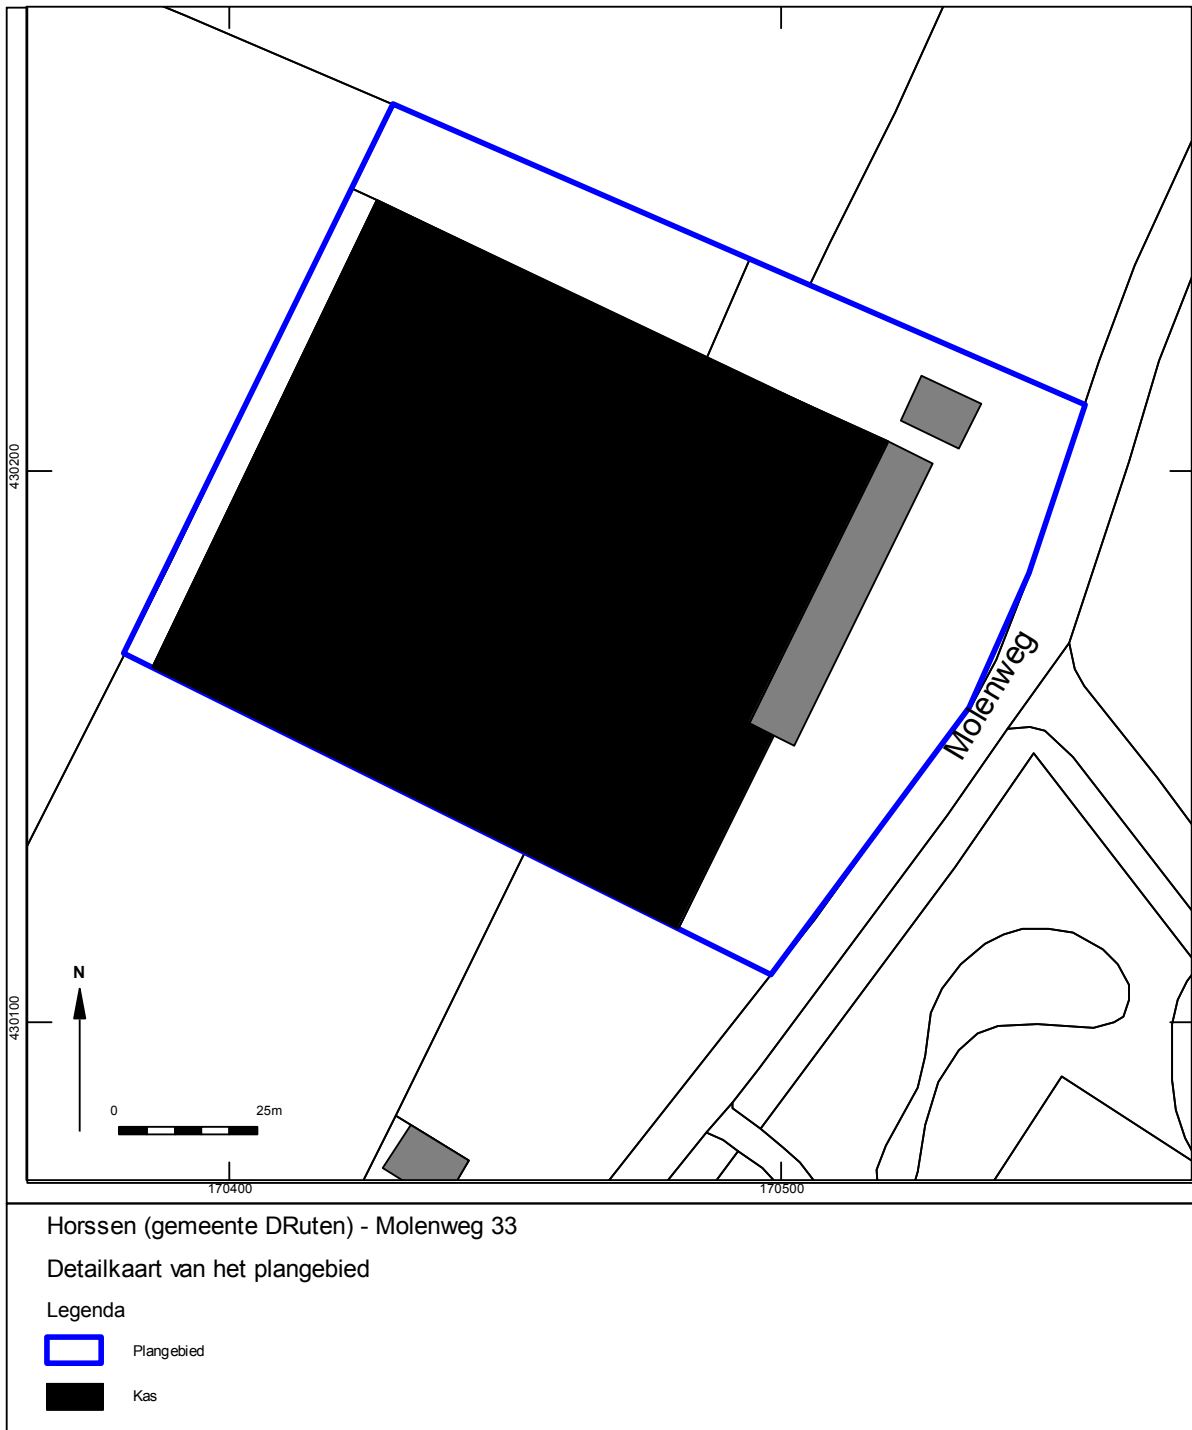 430200
Molenweg
430100
N
0 25m
170400 170500
Horssen (gemeente DRuten) - Molenweg 33
Detailkaart van het plangebied
Legenda
Plangebied
Kas